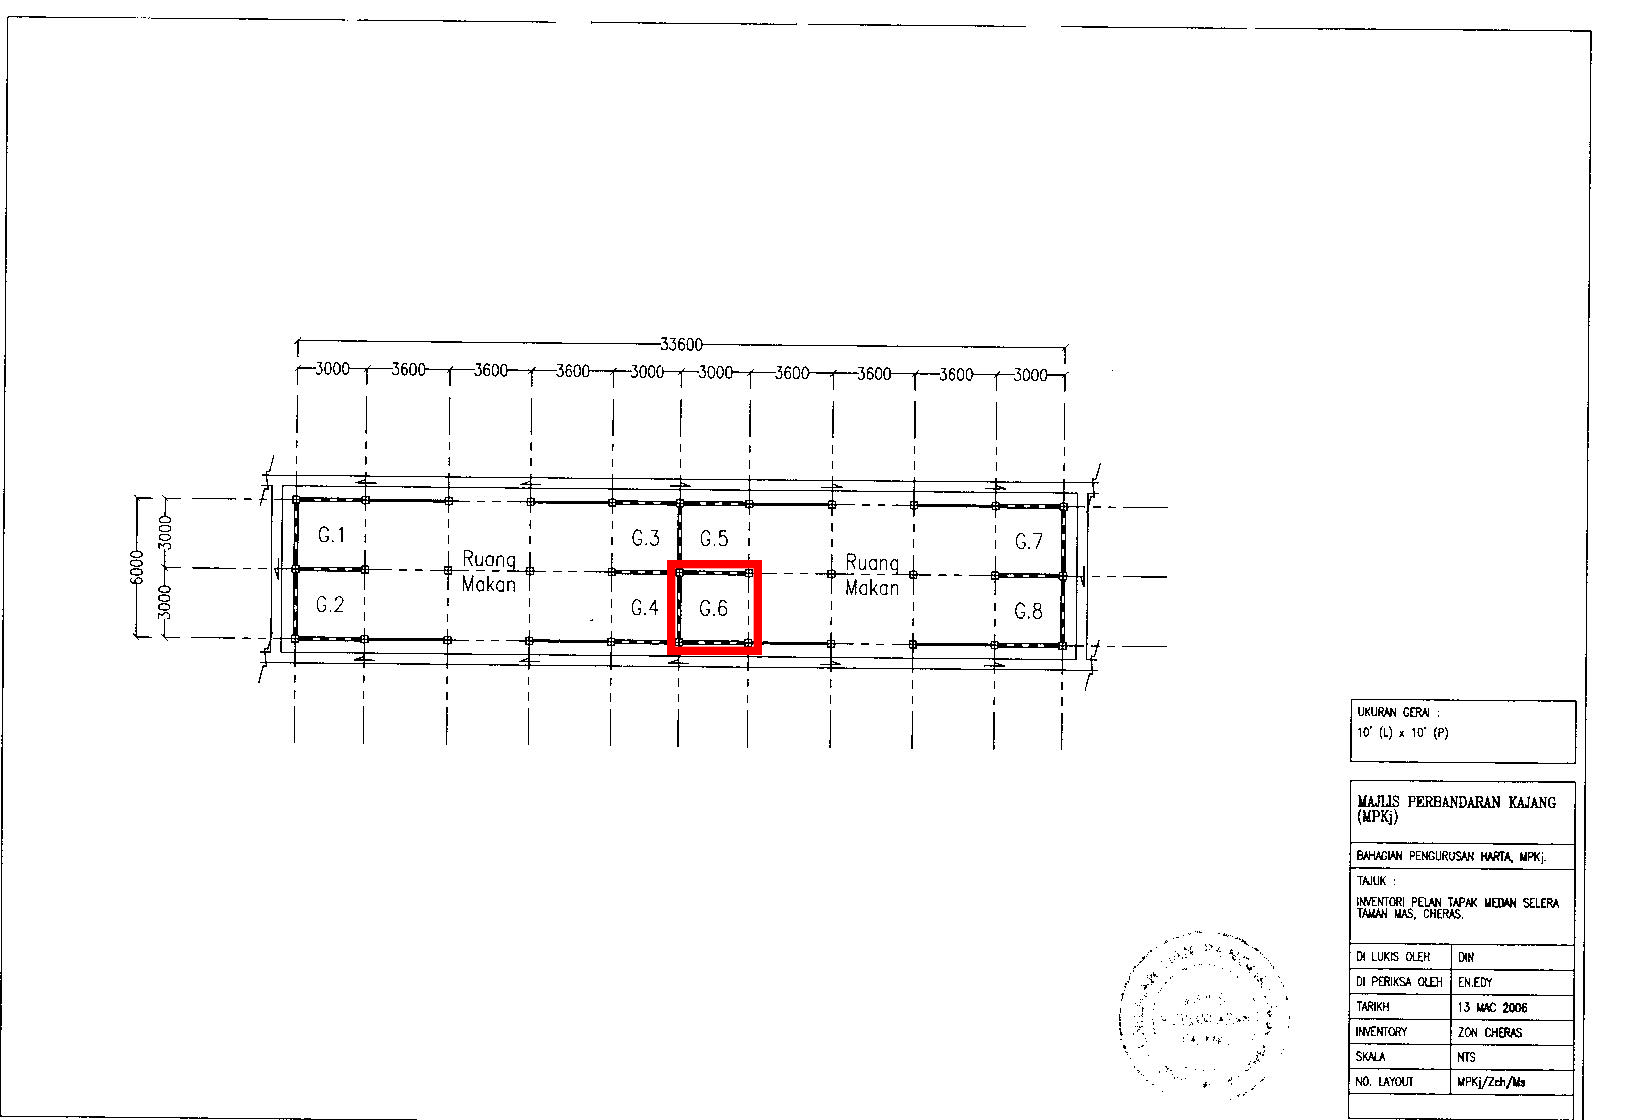 33600
3000 3600 3600 3600 3000 3000 3600 3600 3600 3000
6000
3000
3000
G.1
G.2
Ruang
Makan
G.3
G.4
G.5
G.6
Ruang
Makan
G.7
G.8
UKURAN GERAI :
10' (L) x 10' (P)
MAJLIS PERBANDARAN KAJANG
(MPKj)
BAHAGIAN PENGURUSAN HARTA, MPKj.
TAJUK :
INVENTORI PELAN TAPAK MEDAN SELERA
TAMAN MAS, CHERAS.
DI LUKIS OLEH DIN
DI PERIKSA OLEH EN.EDY
TARIKH 13 MAC 2006
INVENTORY ZON CHERAS
SKALA NTS
NO. LAYOUT MPKj/Zch/Ms